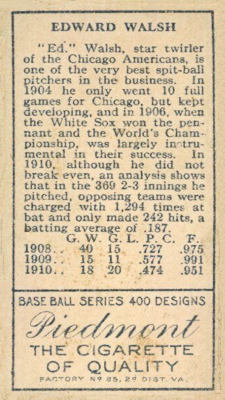 EDWARD WALSH
"Ed." Walsh, star twirler
of the Chicago Americans, is
one of the very best spit-ball
pitchers in the business. In
1904 he only won 10 full
games for Chicago, but kept
developing, and in 1906, when
the White Sox won the pen-
nant and the World's Cham-
pionship, was largely instru-
mental in their success. In
1910, although he did not
break even, an analysis shows
that in the 369 2-3 innings he
pitched, opposing teams were
charged with 1,294 times at
bat and only made 242 hits, a
batting average of .187.
G. W. G. L. P. C. F.
1908... 40 15 .727 .975
1909... 15 11 .577 .991
1910... 18 20 .474 .951
BASE BALL SERIES 400 DESIGNS
Piedmont
THE CIGARETTE
OF QUALITY
FACTORY NO 25, 2D DIST. VA.